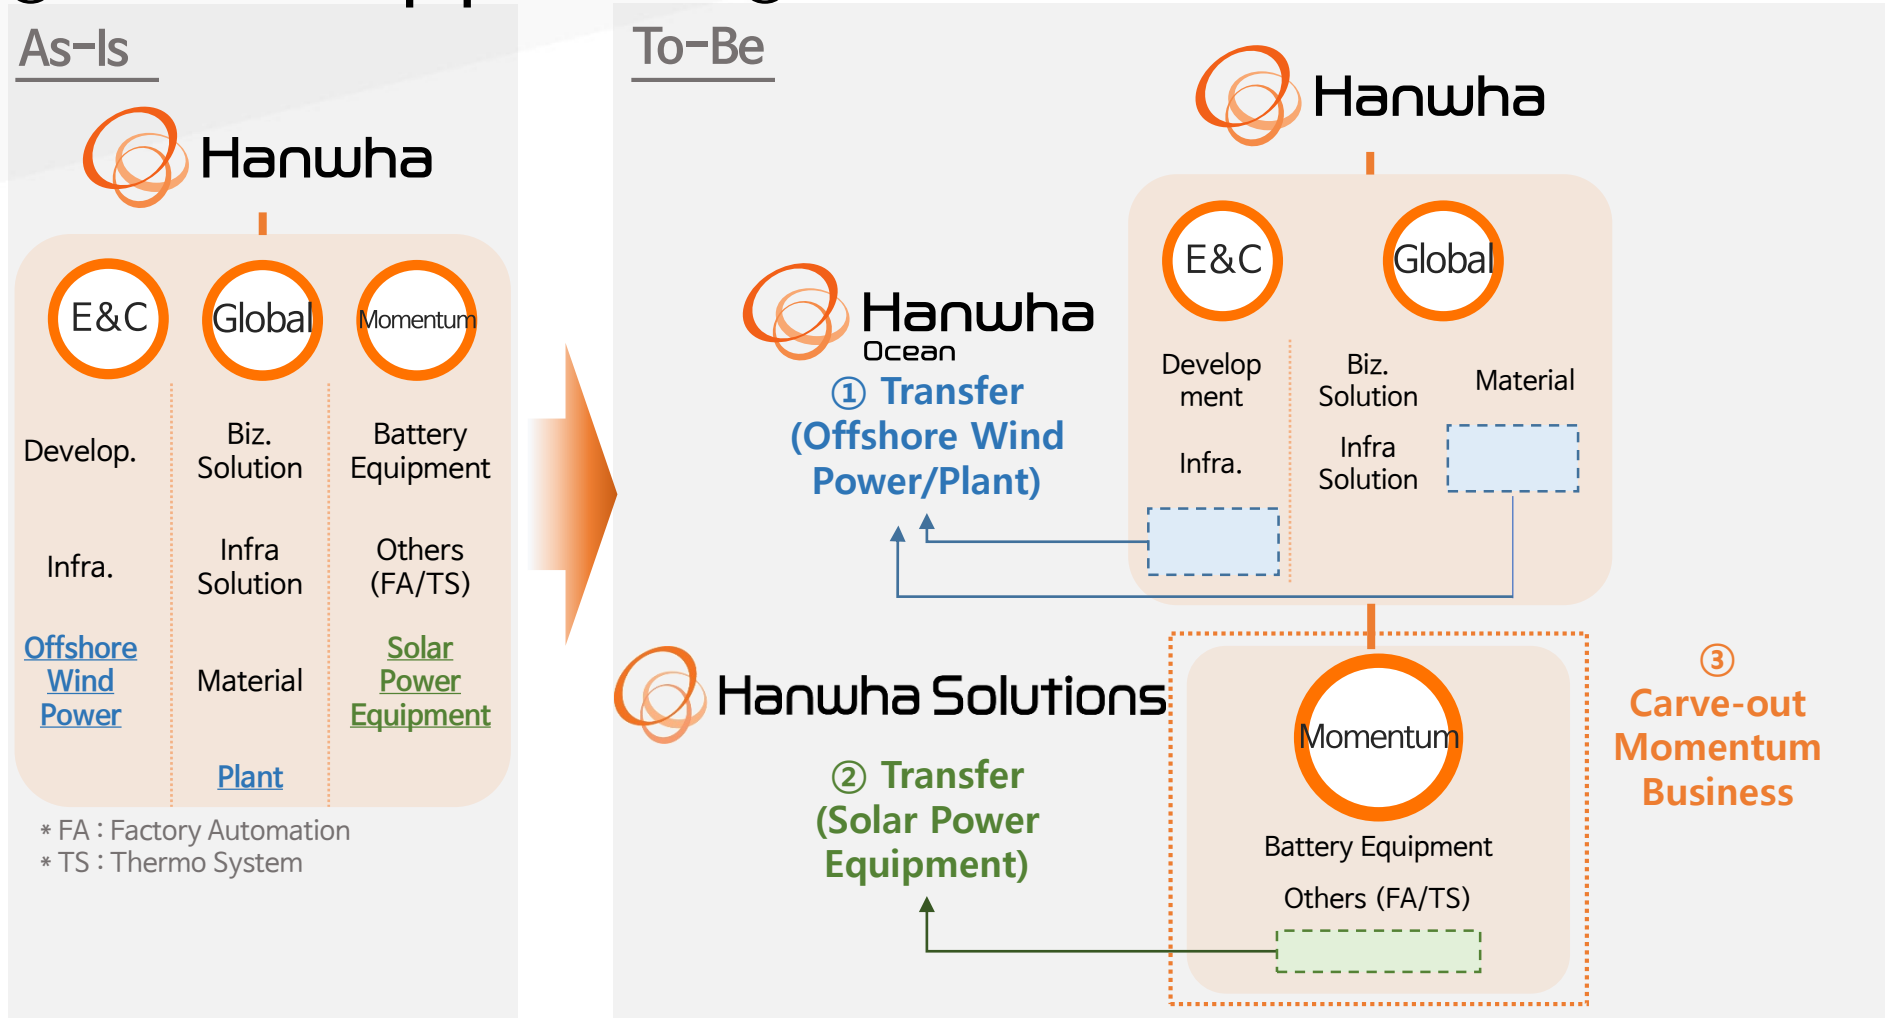 As-Is
Hanwha
E&C
Global
Momentum
Develop.
Biz.
Solution
Battery
Equipment
Infra.
Infra
Solution
Others
(FA/TS)
Offshore
Wind
Power
Material
Solar
Power
Equipment
Plant
* FA : Factory Automation
* TS : Thermo System
To-Be
Hanwha
E&C
Global
Develop
ment
Biz.
Solution
Material
Infra.
Infra
Solution
Hanwha
Ocean
① Transfer
(Offshore Wind
Power/Plant)
Hanwha Solutions
② Transfer
(Solar Power
Equipment)
Momentum
Battery Equipment
Others (FA/TS)
③
Carve-out
Momentum
Business